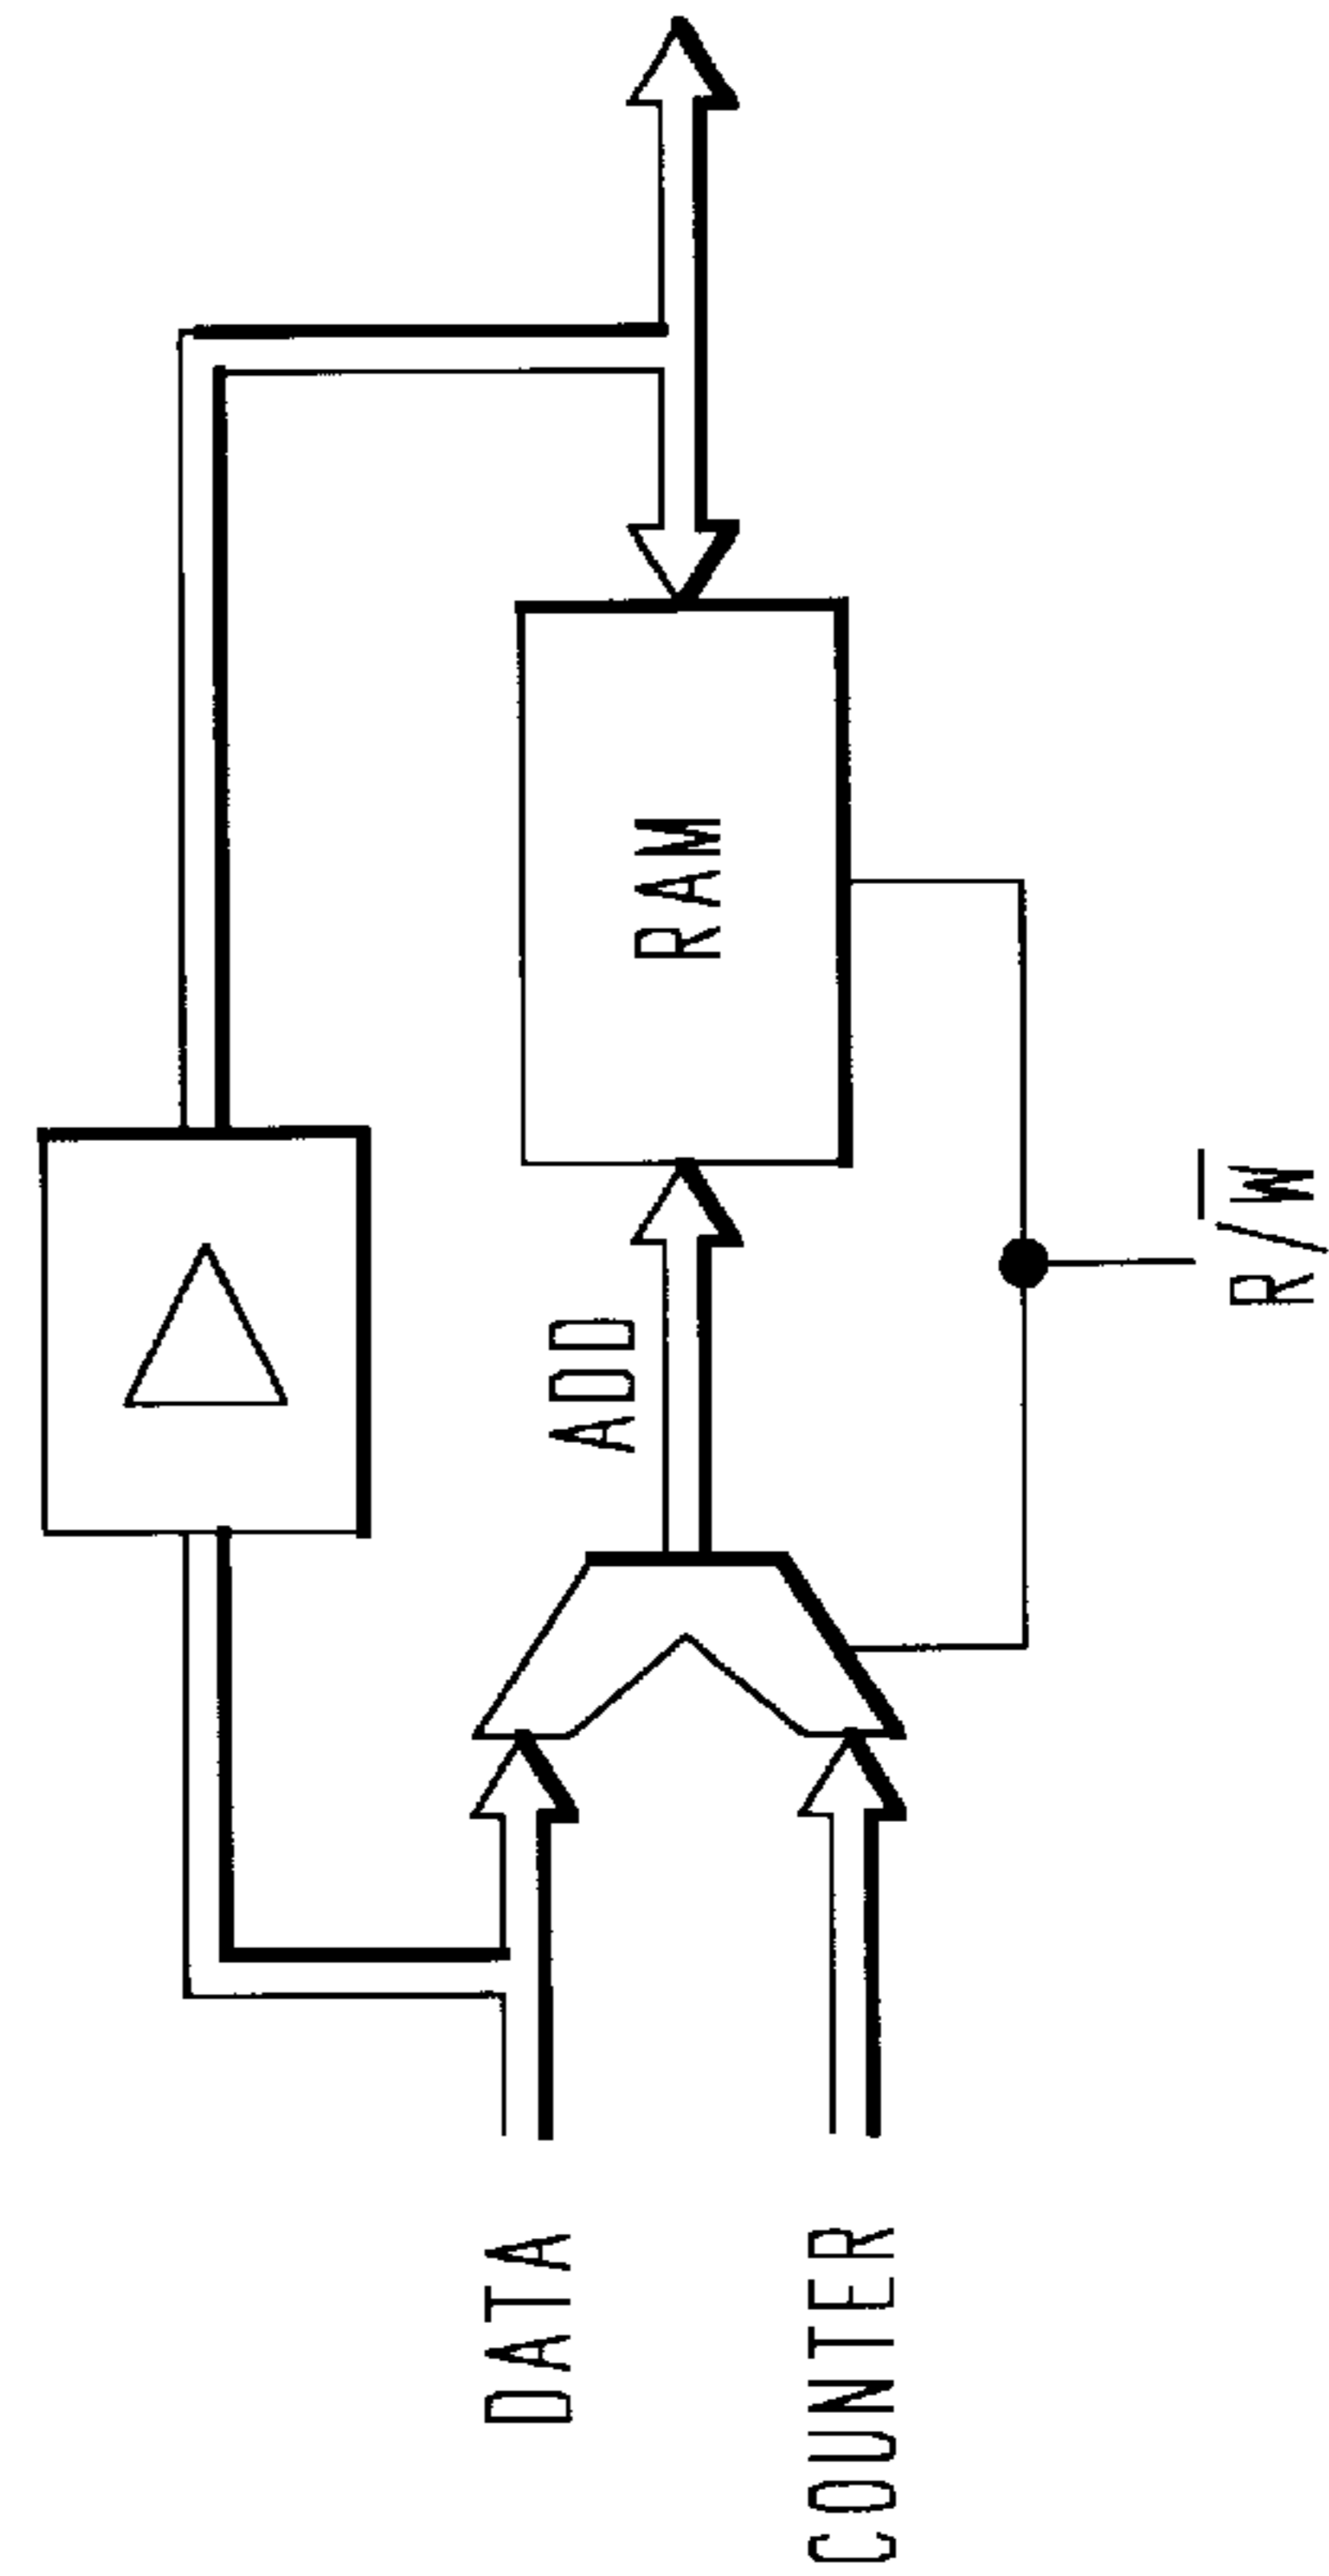 DATA
COUNTER
ADD
RAM
R/W̅